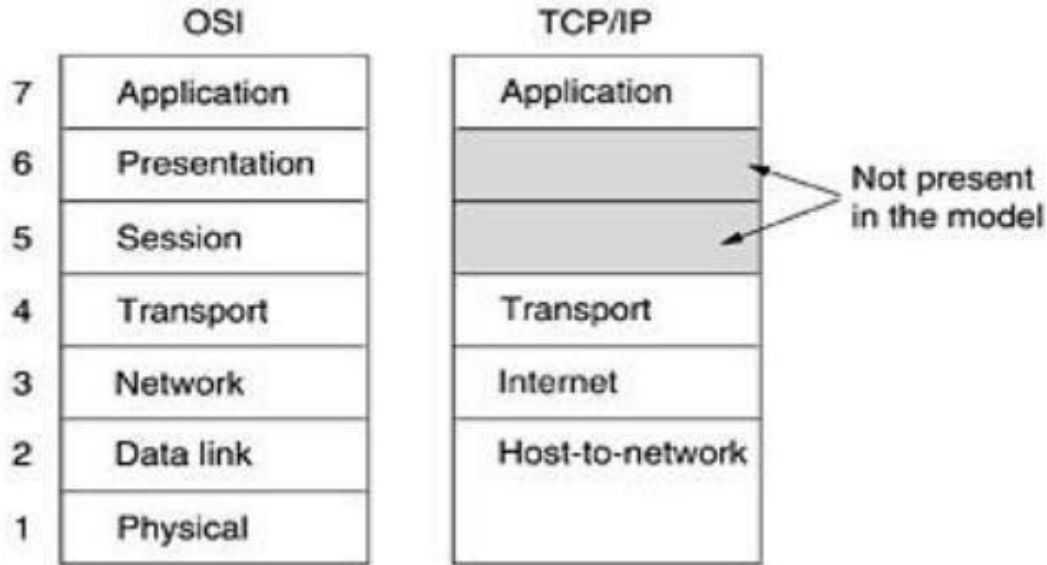 OSI
TCP/IP
7 Application Application
6 Presentation
5 Session
Not present
in the model
4 Transport Transport
3 Network Internet
2 Data link Host-to-network
1 Physical